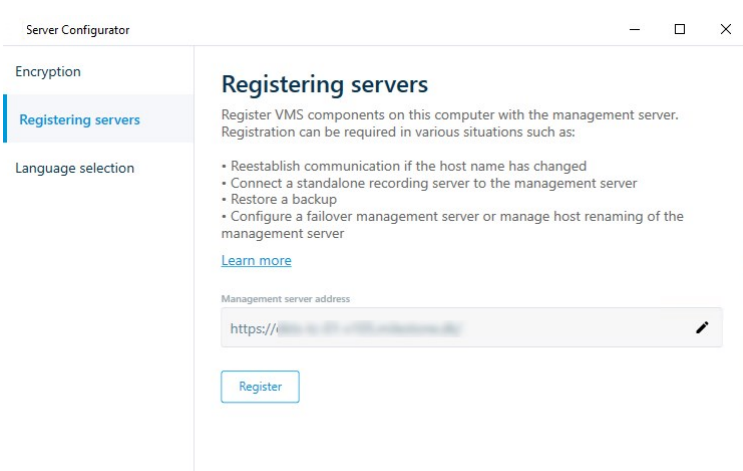 Server Configurator
Encryption
Registering servers
Language selection
Registering servers
Register VMS components on this computer with the management server.
Registration can be required in various situations such as:
• Reestablish communication if the host name has changed
• Connect a standalone recording server to the management server
• Restore a backup
• Configure a failover management server or manage host renaming of the
management server
Learn more
Management server address
https://
Register